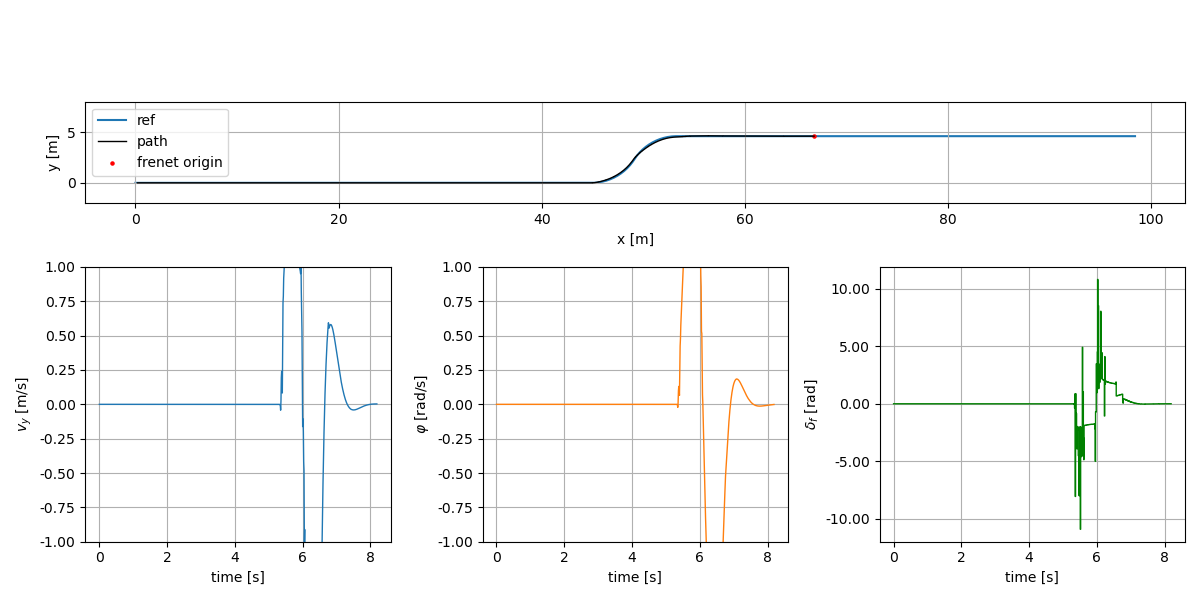 ref
path
frenet origin
y [m]
5
0
0 20 40 60 80 100
x [m]
v_y [m/s]
1.00
0.75
0.50
0.25
0.00
-0.25
-0.50
-0.75
-1.00
0 2 4 6 8
time [s]
φ [rad/s]
1.00
0.75
0.50
0.25
0.00
-0.25
-0.50
-0.75
-1.00
0 2 4 6 8
time [s]
δ_f [rad]
10.00
5.00
0.00
-5.00
-10.00
0 2 4 6 8
time [s]